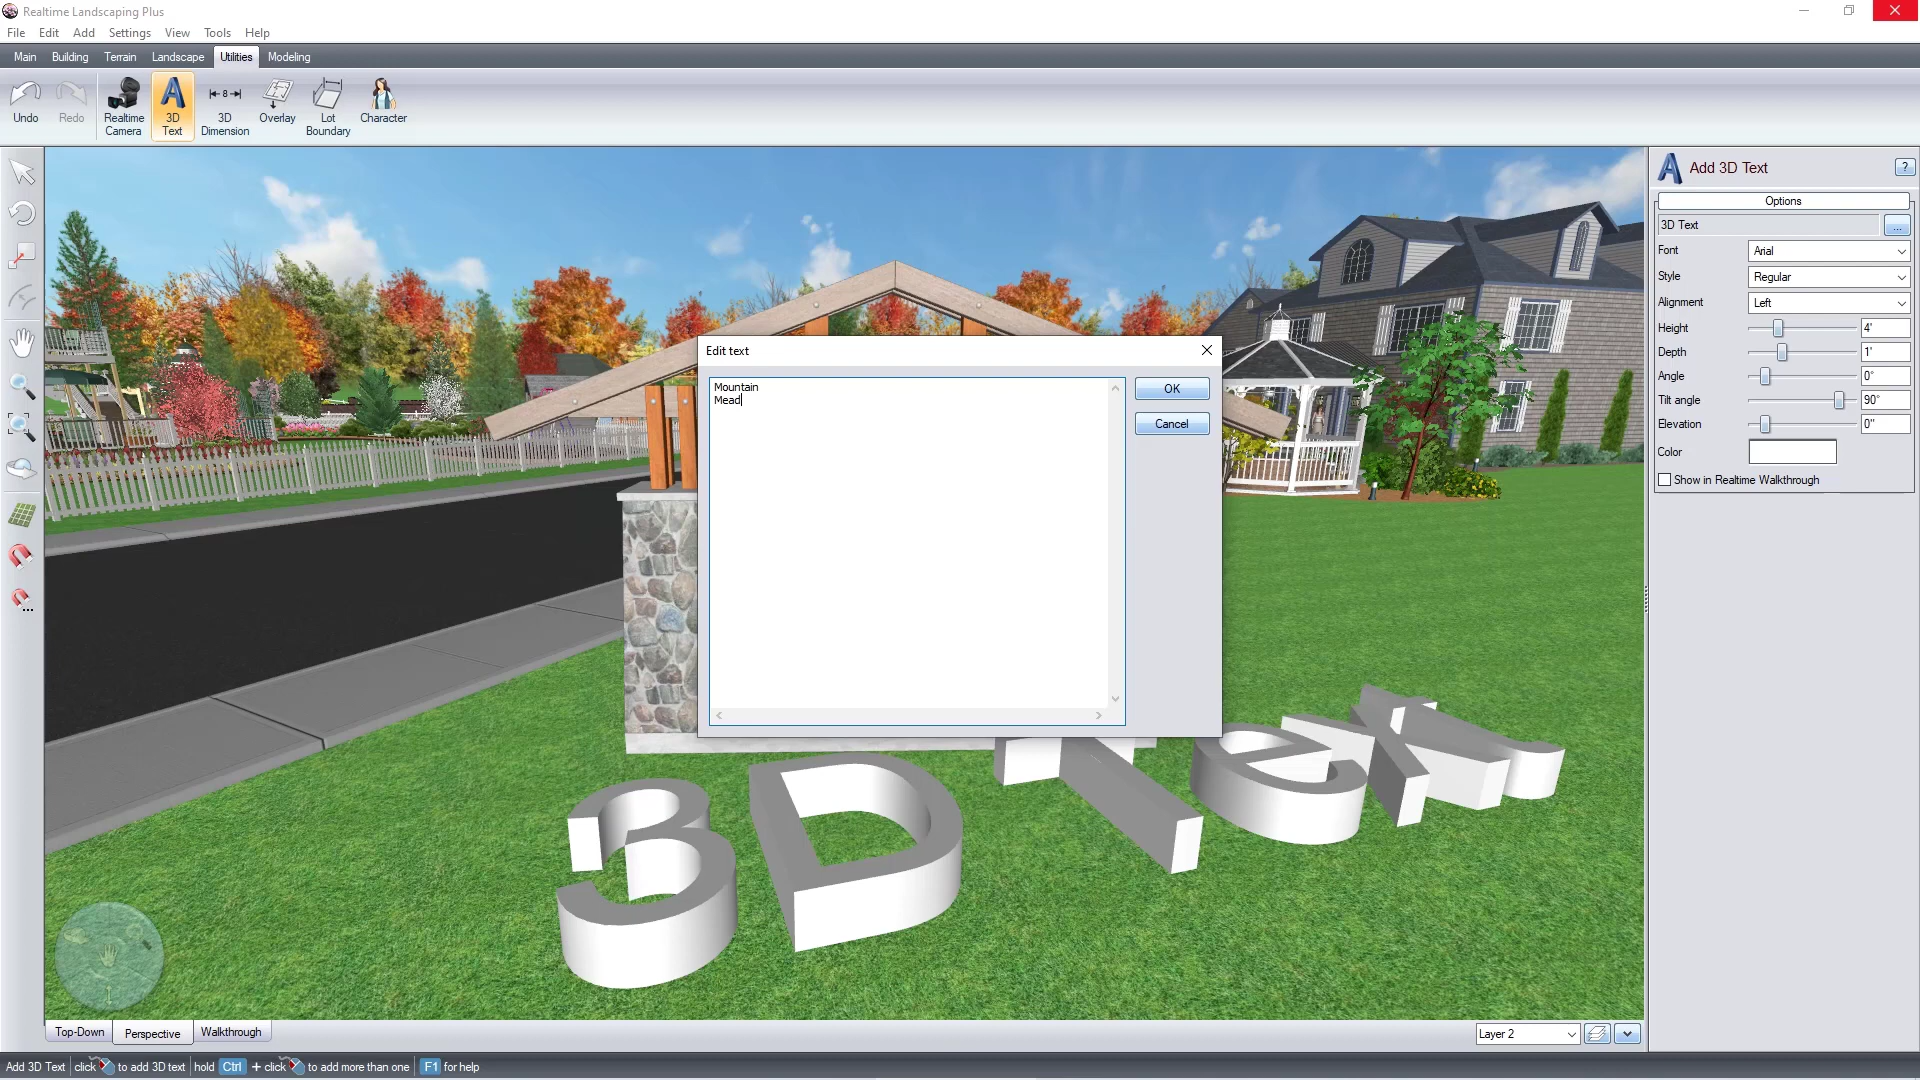 Realtime Landscaping Plus
File Edit Add Settings View Tools Help
Main Building Terrain Landscape Utilities Modeling
Undo Redo Realtime Camera 3D Text 8 3D Dimension Overlay Lot Boundary Character
Add 3D Text ?
Options
3D Text ...
Font Arial
Style Regular
Alignment Left
Height 4'
Depth 1'
Angle 0°
Tilt angle 90°
Elevation 0"
Color
Show in Realtime Walkthrough
Edit text
Mountain
Mead
OK
Cancel
3D Text
Top-Down Perspective Walkthrough
Layer 2
Add 3D Text click to add 3D text hold Ctrl + click to add more than one F1 for help